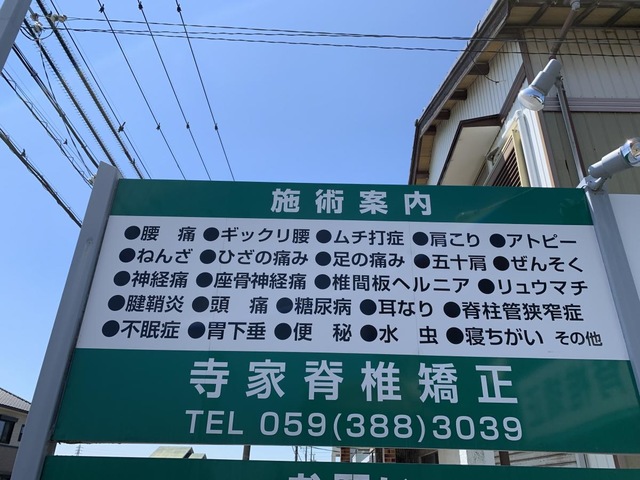 施術案内
●腰 痛 ●ギックリ腰 ●ムチ打症 ●肩こり ●アトピー
●ねんざ ●ひざの痛み ●足の痛み ●五十肩 ●ぜんそく
●神経痛 ●座骨神経痛 ●椎間板ヘルニア ●リュウマチ
●腱鞘炎 ●頭 痛 ●糖尿病 ●耳なり ●脊柱管狭窄症
●不眠症 ●胃下垂 ●便 秘 ●水 虫 ●寝ちがい その他
寺家脊椎矯正
TEL 059(388)3039